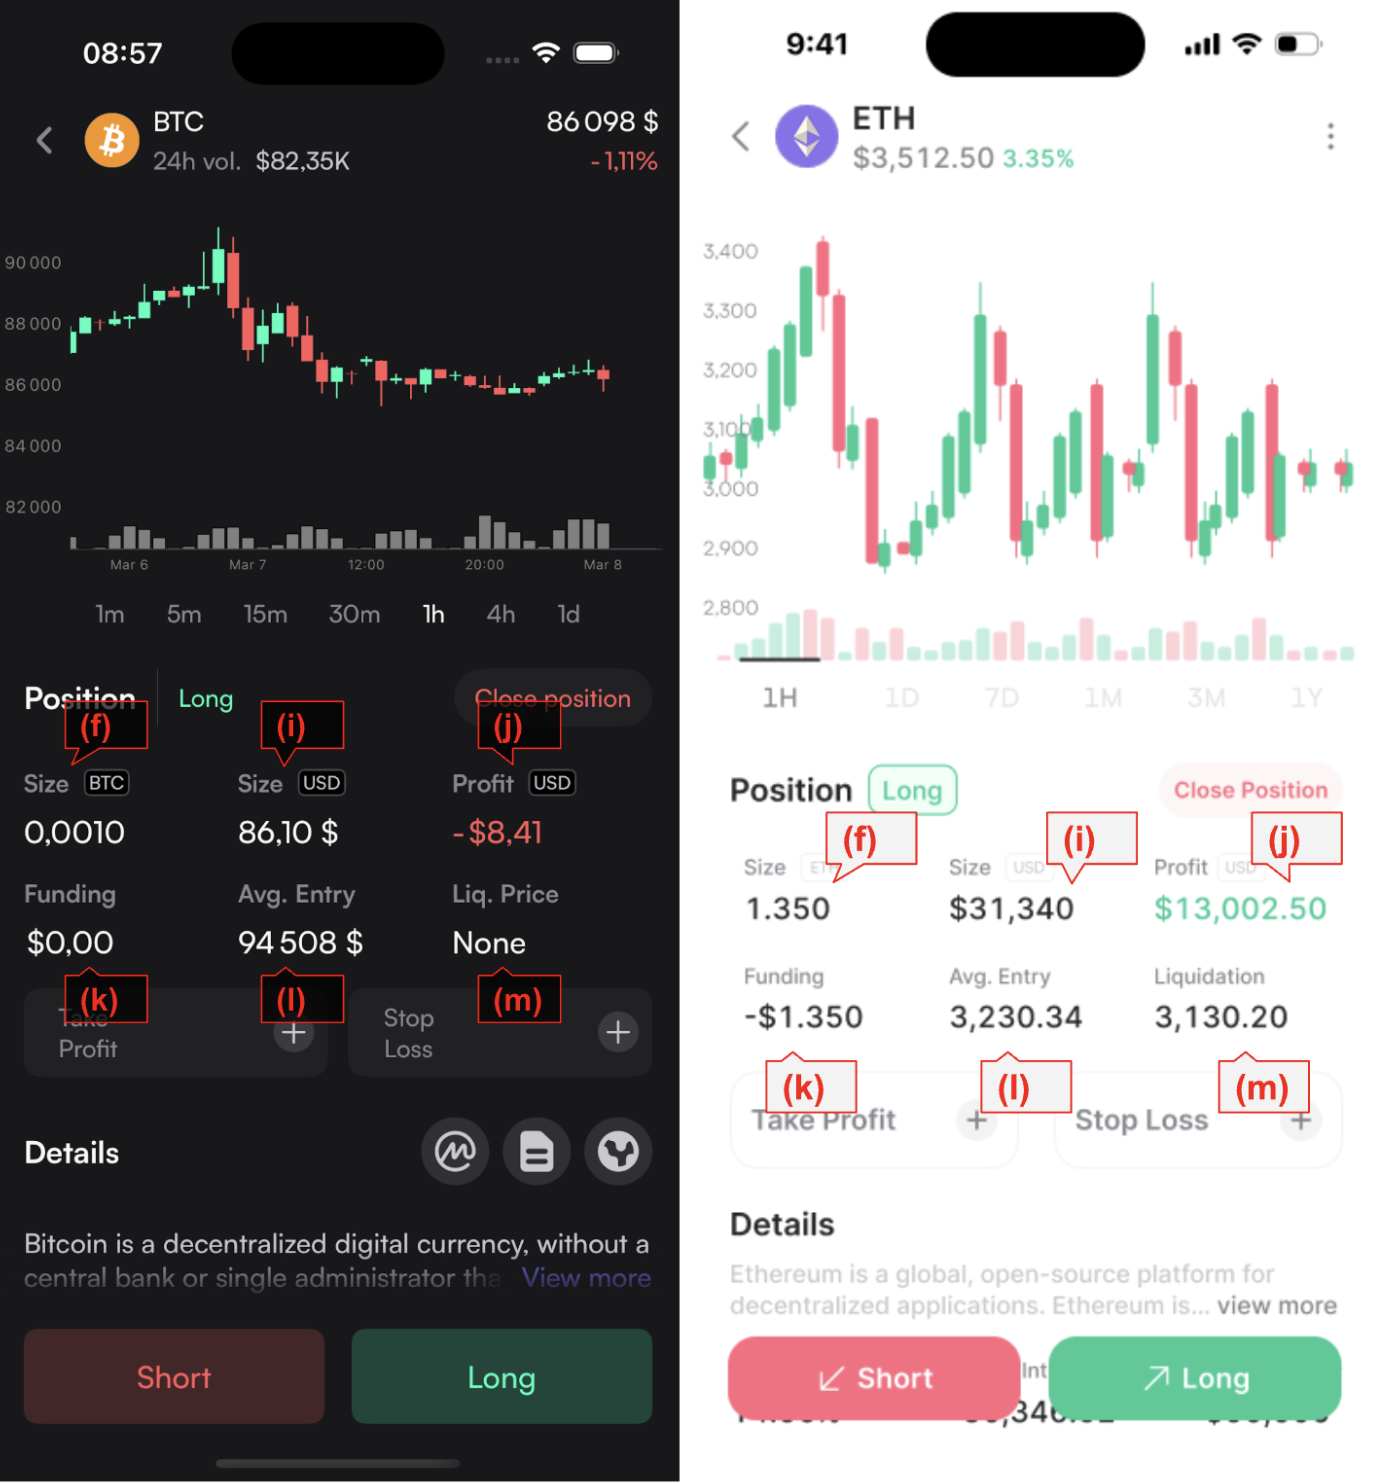 08:57
BTC
86 098 $
24h vol. $82,35K
-1,11%
90 000
88 000
86 000
84 000
82 000
Mar 6 Mar 7 12:00 20:00 Mar 8
1m 5m 15m 30m 1h 4h 1d
Position Long Close position
(f) (i) (j)
Size BTC Size USD Profit USD
0,0010 86,10 $ -$8,41
Funding Avg. Entry Liq. Price
$0,00 94 508 $ None
(k) (l) (m)
Take
Profit
Stop
Loss
Details
Bitcoin is a decentralized digital currency, without a
central bank or single administrator tha View more
Short Long
9:41
ETH
$3,512.50 3.35%
3,400
3,300
3,200
3,100
3,000
2,900
2,800
1H 1D 7D 1M 3M 1Y
Position Long Close Position
(f) (i) (j)
Size ETH Size USD Profit USD
1.350 $31,340 $13,002.50
Funding Avg. Entry Liquidation
-$1.350 3,230.34 3,130.20
(k) (l) (m)
Take Profit Stop Loss
Details
Ethereum is a global, open-source platform for
decentralized applications. Ethereum is... view more
Short Int Long